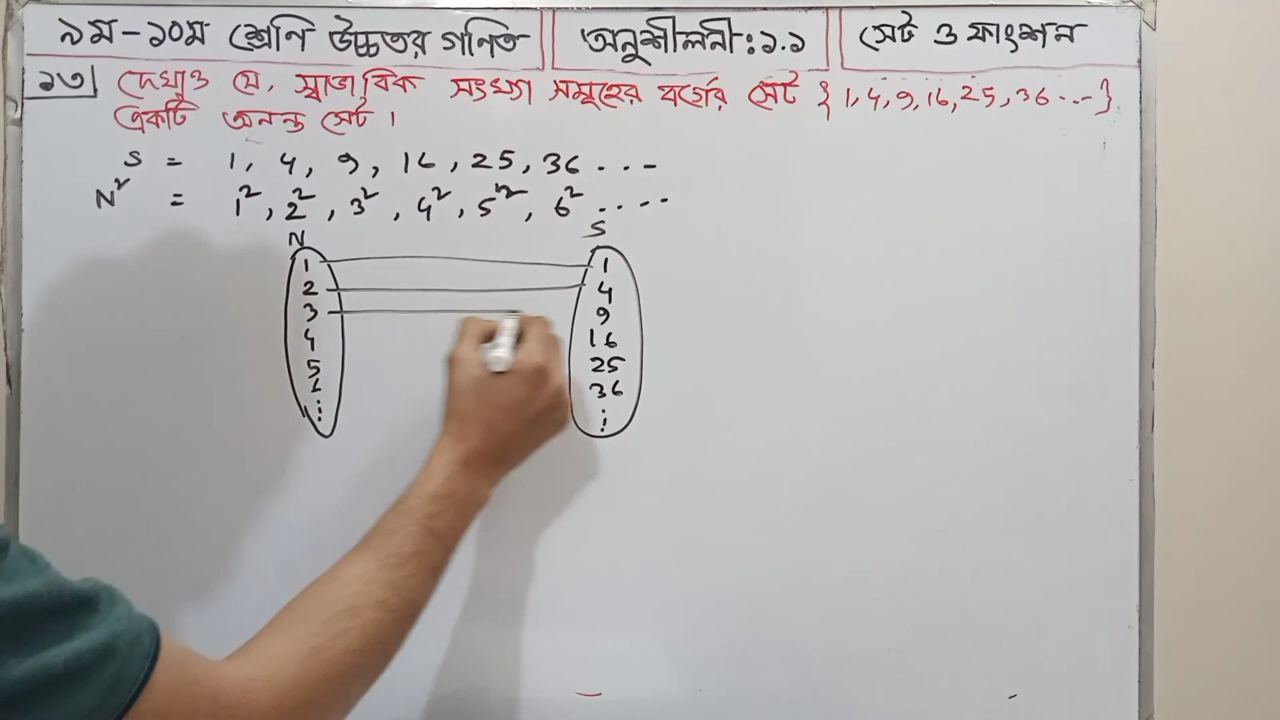 ৯ম-১০ম শ্রেণি উচ্চতর গণিত
অনুশীলনী: ১.১
সেট ও ফাংশন
১৩| দেখাও যে, স্বাভাবিক সংখ্যা সমূহের বর্গের সেট {1, 4, 9, 16, 25, 36 ...}
একটি অনন্ত সেট।
S = 1, 4, 9, 16, 25, 36 ...
N² = 1², 2², 3², 4², 5², 6² ....
N
1
2
3
4
5
⋮
S
1
4
9
16
25
36
⋮